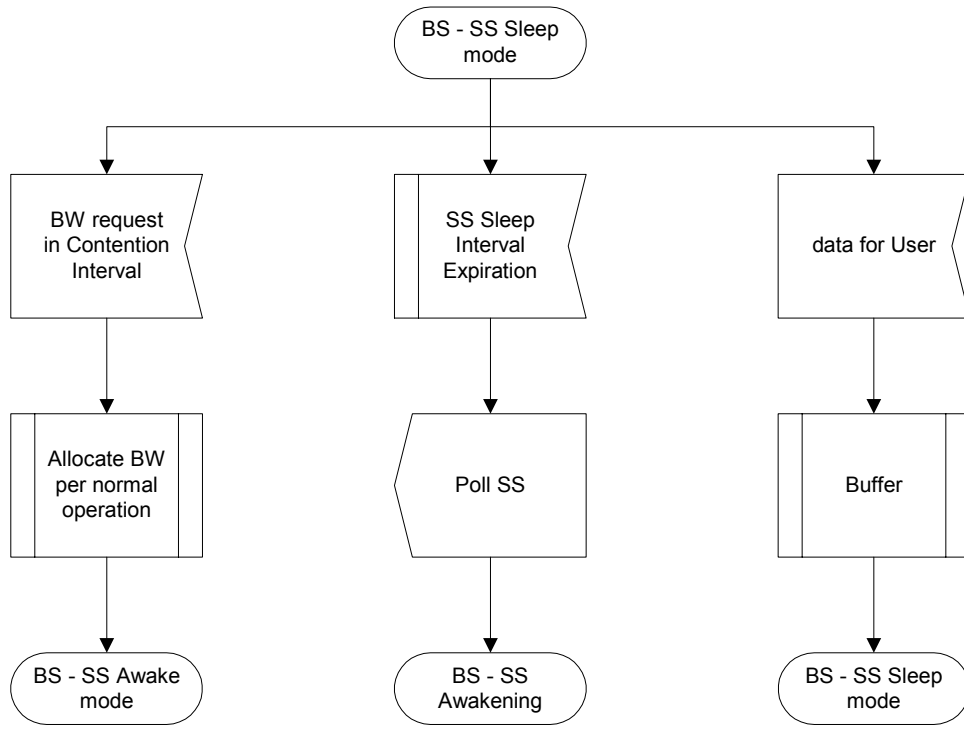 BS - SS Sleep
mode
BW request
in Contention
Interval
SS Sleep
Interval
Expiration
data for User
Allocate BW
per normal
operation
Poll SS
Buffer
BS - SS Awake
mode
BS - SS
Awakening
BS - SS Sleep
mode